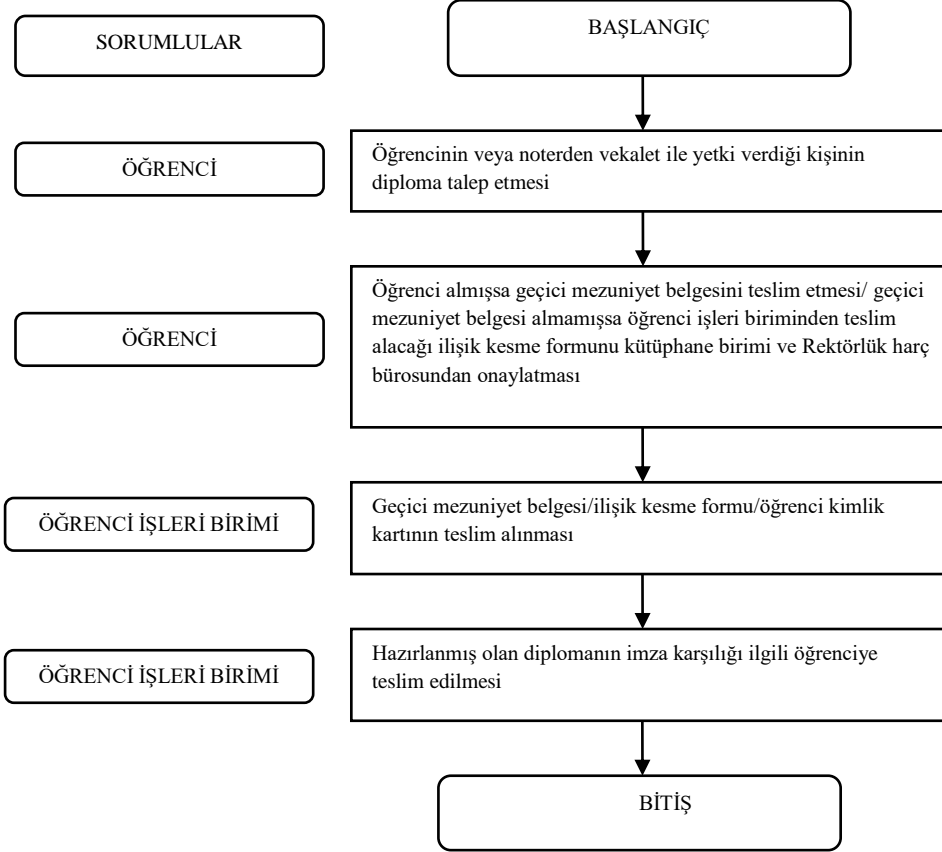 SORUMLULAR
BAŞLANGIÇ
ÖĞRENCİ
Öğrencinin veya noterden vekalet ile yetki verdiği kişinin
diploma talep etmesi
ÖĞRENCİ
Öğrenci almışsa geçici mezuniyet belgesini teslim etmesi/ geçici
mezuniyet belgesi almamışsa öğrenci işleri biriminden teslim
alacağı ilişik kesme formunu kütüphane birimi ve Rektörlük harç
bürosundan onaylatması
ÖĞRENCİ İŞLERİ BİRİMİ
Geçici mezuniyet belgesi/ilişik kesme formu/öğrenci kimlik
kartının teslim alınması
ÖĞRENCİ İŞLERİ BİRİMİ
Hazırlanmış olan diplomanın imza karşılığı ilgili öğrenciye
teslim edilmesi
BİTİŞ